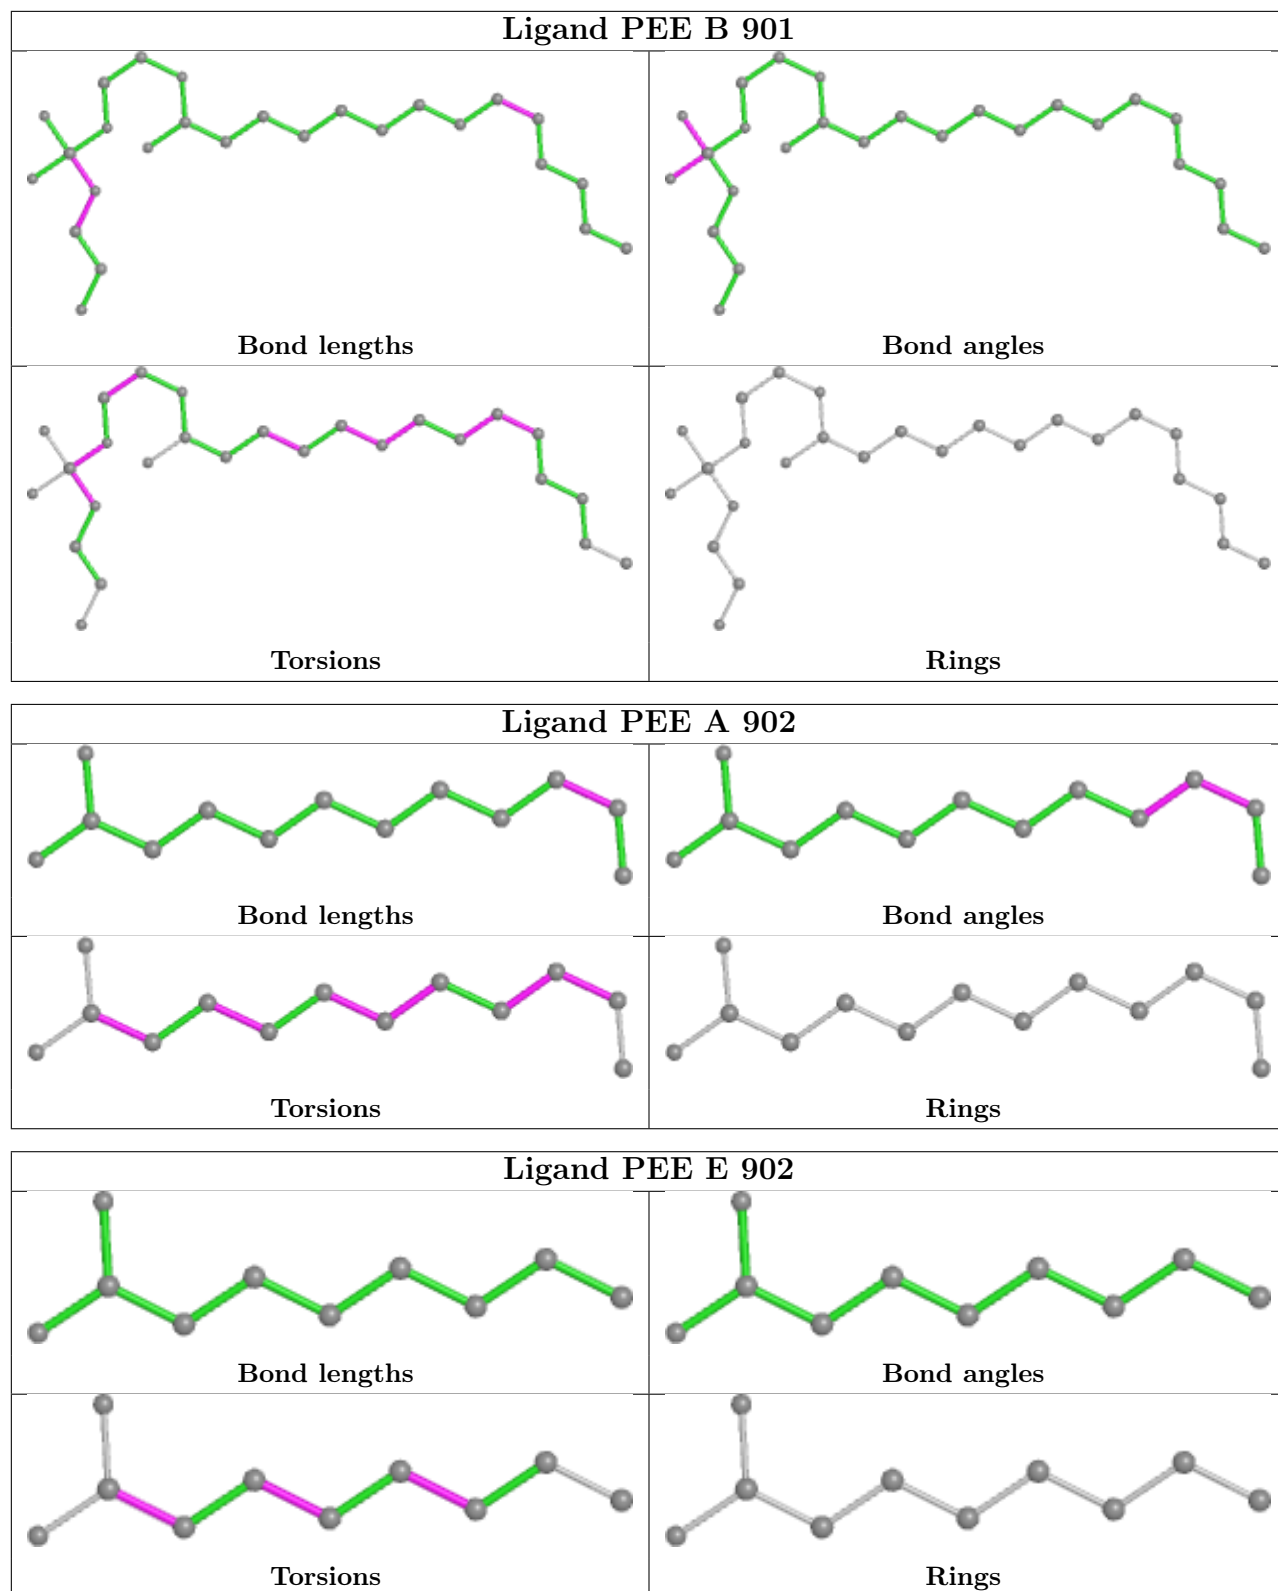 Ligand PEE B 901
Bond lengths
Bond angles
Torsions
Rings
Ligand PEE A 902
Bond lengths
Bond angles
Torsions
Rings
Ligand PEE E 902
Bond lengths
Bond angles
Torsions
Rings